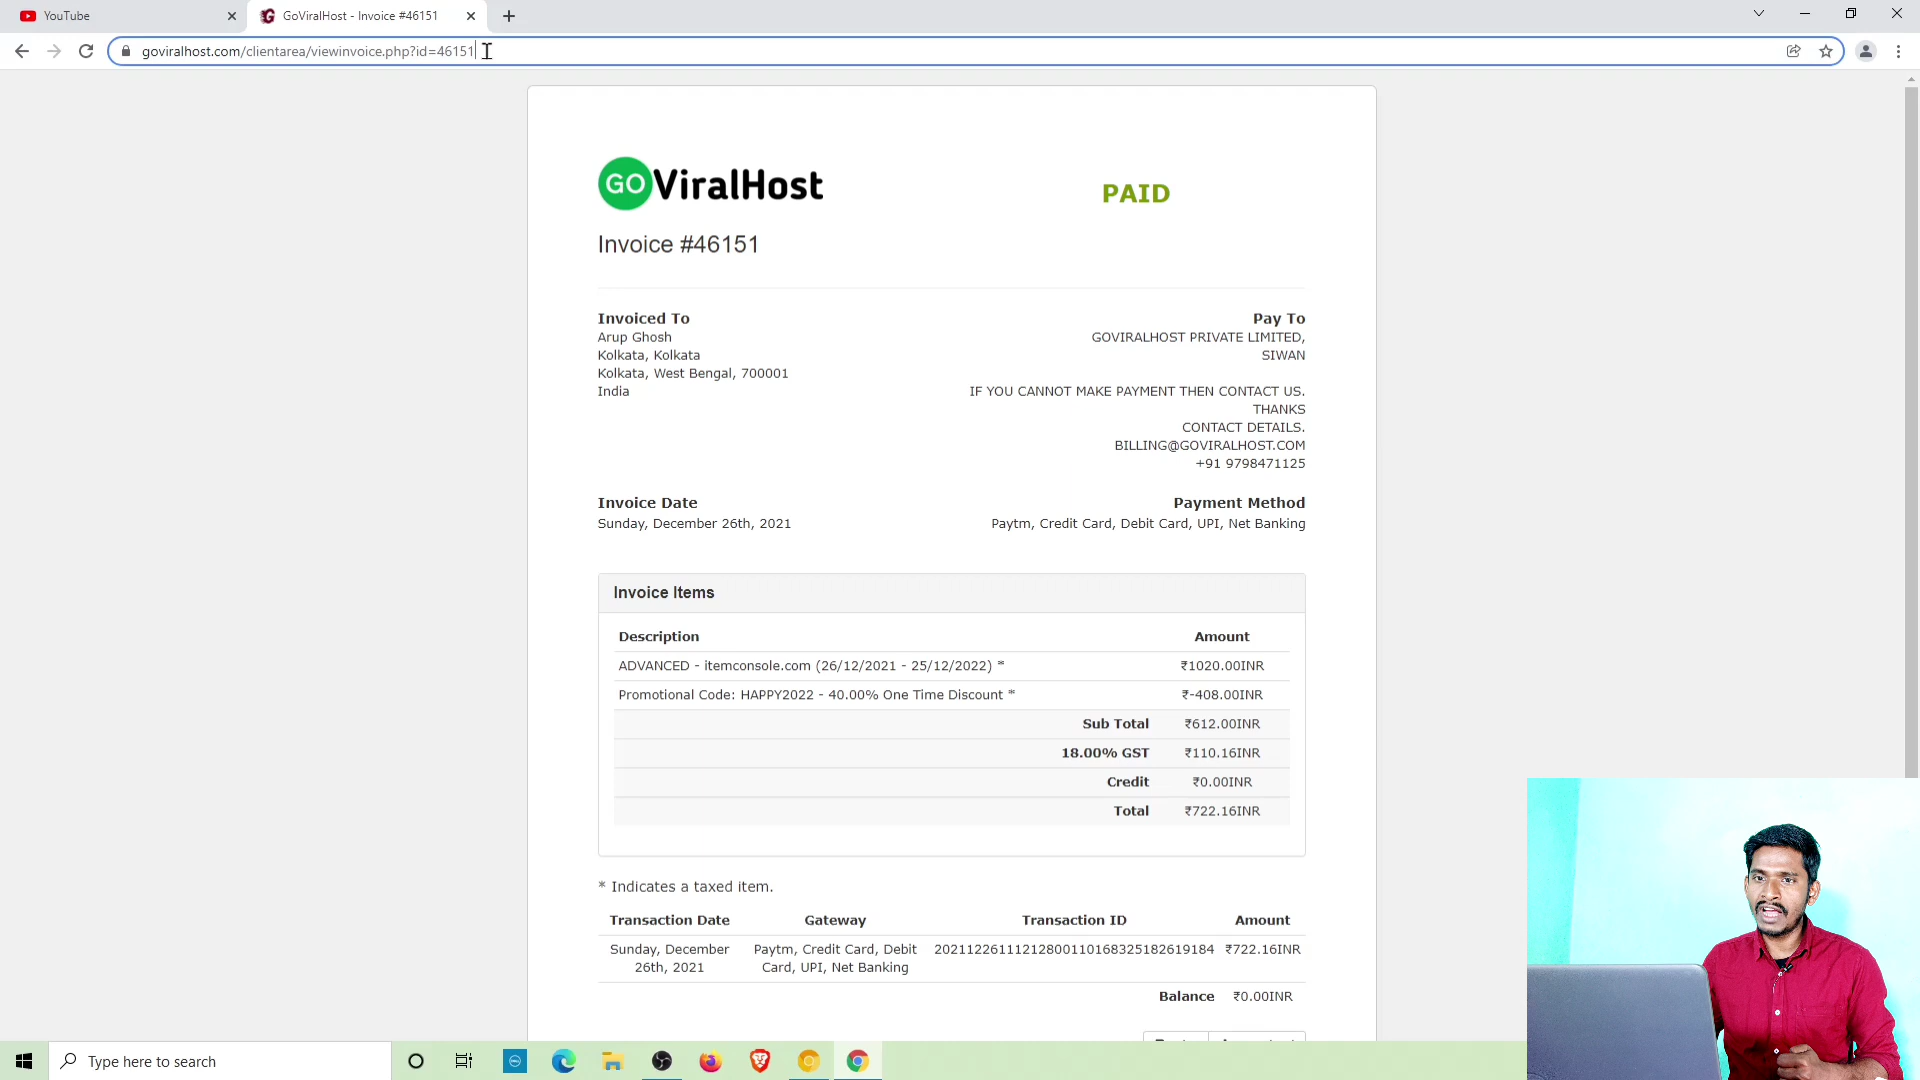 YouTube
GoViralHost - Invoice #46151
goviralhost.com/clientarea/viewinvoice.php?id=46151
GO ViralHost
PAID
Invoice #46151
Invoiced To
Arup Ghosh
Kolkata, Kolkata
Kolkata, West Bengal, 700001
India
Pay To
GOVIRALHOST PRIVATE LIMITED,
SIWAN
IF YOU CANNOT MAKE PAYMENT THEN CONTACT US.
THANKS
CONTACT DETAILS.
BILLING@GOVIRALHOST.COM
+91 9798471125
Invoice Date
Sunday, December 26th, 2021
Payment Method
Paytm, Credit Card, Debit Card, UPI, Net Banking
Invoice Items
Description Amount
ADVANCED - itemconsole.com (26/12/2021 - 25/12/2022) * ₹1020.00INR
Promotional Code: HAPPY2022 - 40.00% One Time Discount * ₹-408.00INR
Sub Total ₹612.00INR
18.00% GST ₹110.16INR
Credit ₹0.00INR
Total ₹722.16INR
* Indicates a taxed item.
Transaction Date Gateway Transaction ID Amount
Sunday, December Paytm, Credit Card, Debit 20211226111212800110168325182619184 ₹722.16INR
26th, 2021 Card, UPI, Net Banking
Balance ₹0.00INR
Type here to search